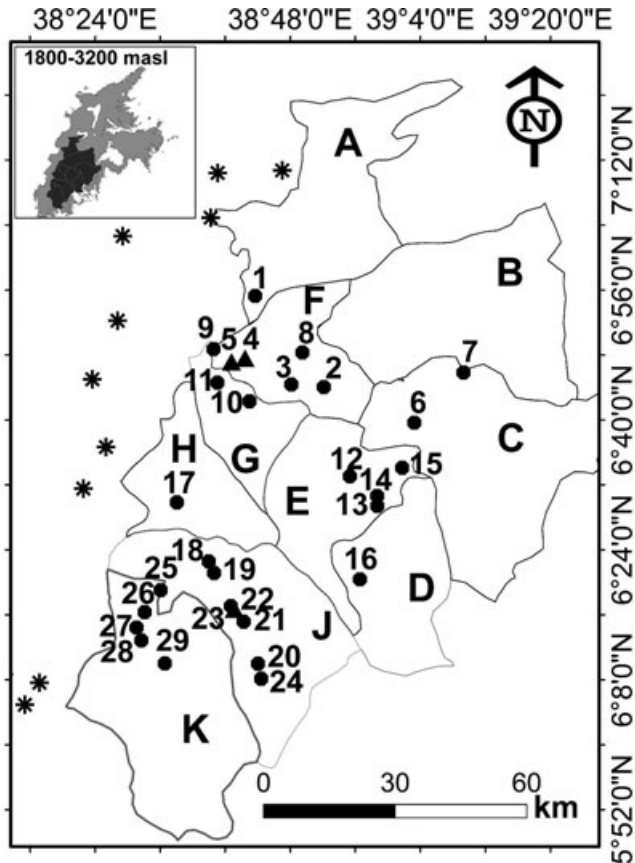 38°24'0"E 38°48'0"E 39°4'0"E 39°20'0"E
1800-3200 masl
N
A
7°12'0"N
B
1
F
6°56'0"N
9 5 4 8
7
3 2
11
10
6
6°40'0"N
C
H
G
12 15
14
E
13
17
18
16
6°24'0"N
25 19
D
26 22
23 21
J
27
28 29
20
24
6°8'0"N
K
0 30 60
km
5°52'0"N